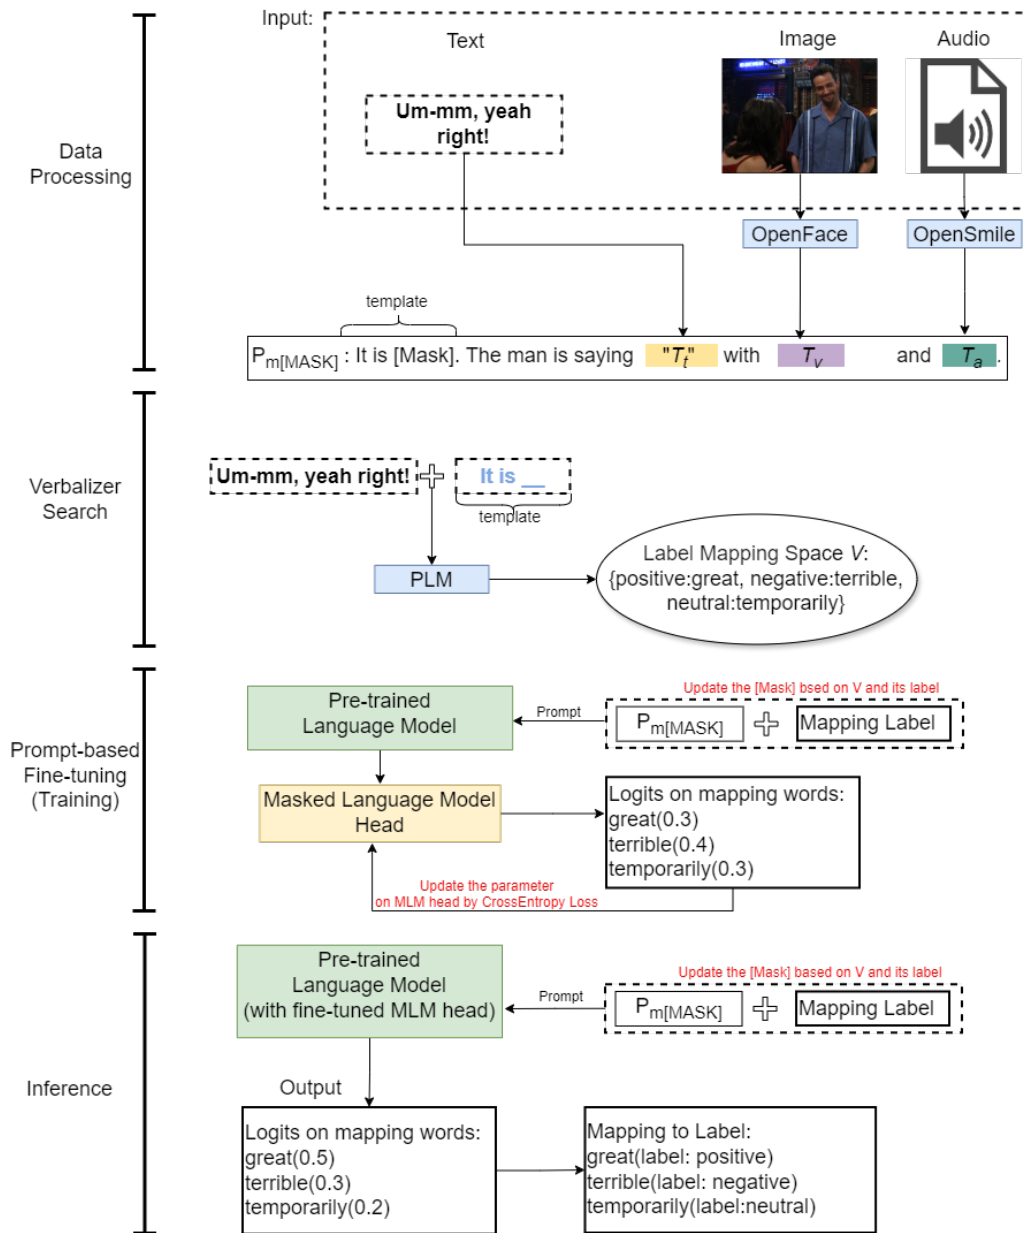 Input:
Text
Image
Audio
Um-mm, yeah
right!
Data
Processing
OpenFace
OpenSmile
template
Pm[MASK] : It is [Mask]. The man is saying "Tt" with Tv and Ta.
Verbalizer
Search
Um-mm, yeah right!
It is __
template
PLM
Label Mapping Space V:
{positive:great, negative:terrible,
neutral:temporarily}
Prompt-based
Fine-tuning
(Training)
Pre-trained
Language Model
Prompt
Update the [Mask] bsed on V and its label
Pm[MASK]
Mapping Label
Masked Language Model
Head
Logits on mapping words:
great(0.3)
terrible(0.4)
temporarily(0.3)
Update the parameter
on MLM head by CrossEntropy Loss
Inference
Pre-trained
Language Model
(with fine-tuned MLM head)
Prompt
Update the [Mask] based on V and its label
Pm[MASK]
Mapping Label
Output
Logits on mapping words:
great(0.5)
terrible(0.3)
temporarily(0.2)
Mapping to Label:
great(label: positive)
terrible(label: negative)
temporarily(label:neutral)